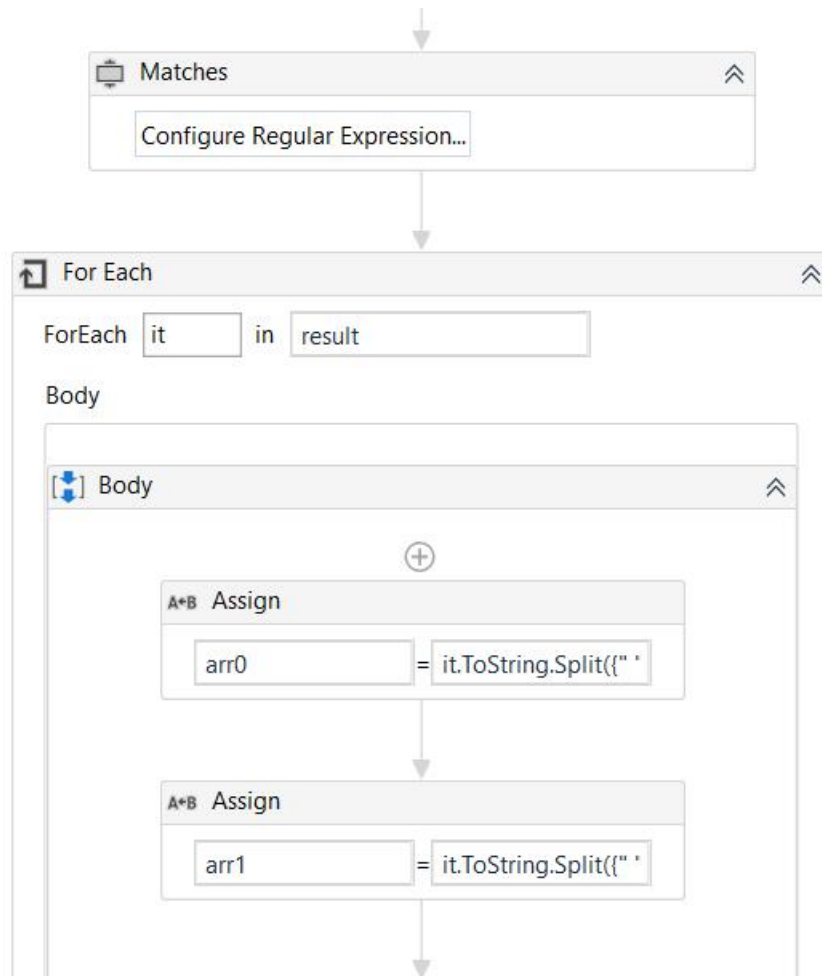 Matches
Configure Regular Expression...
For Each
ForEach it in result
Body
Body
A+B Assign
arr0 = it.ToString.Split({" "
A+B Assign
arr1 = it.ToString.Split({" "